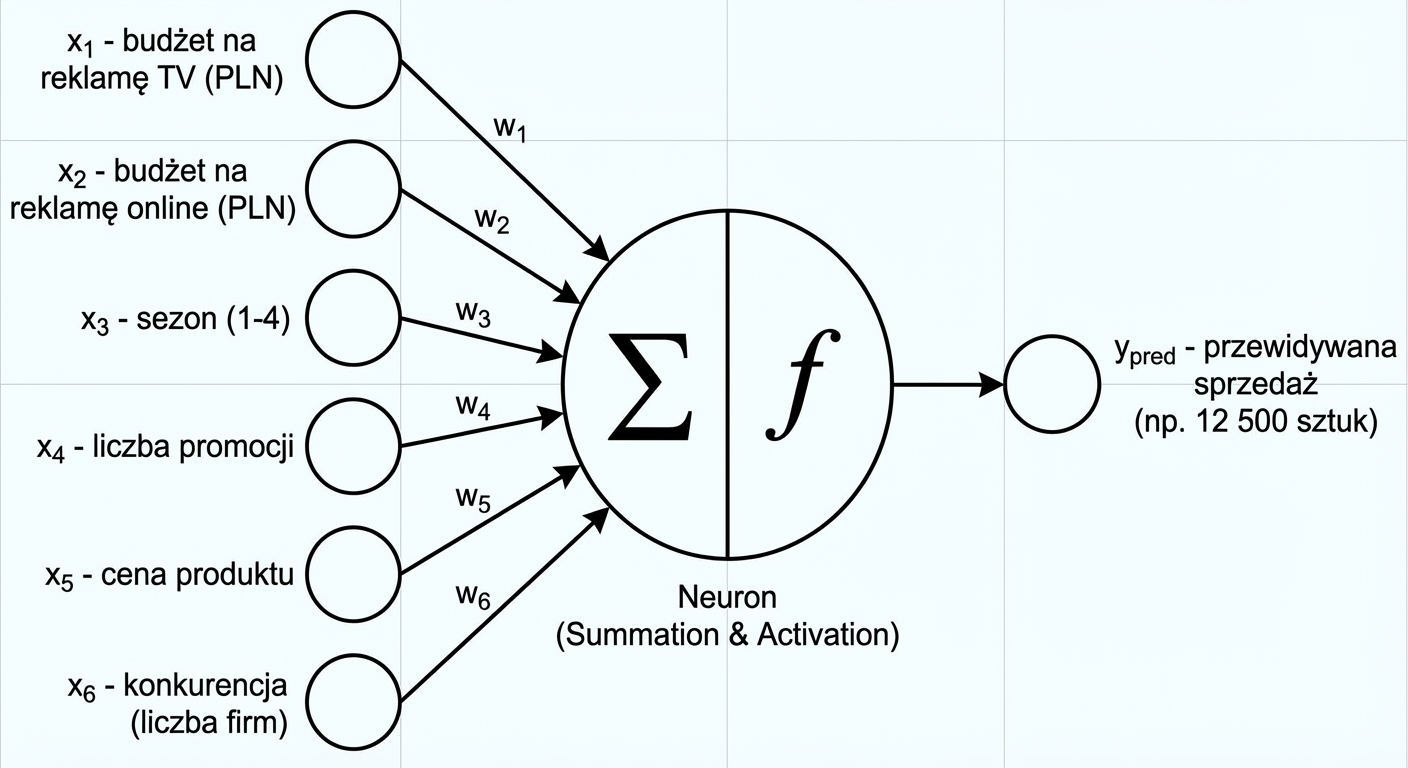 x₁ - budżet na
reklamę TV (PLN)
w₁
x₂ - budżet na
reklamę online (PLN)
w₂
x₃ - sezon (1-4)
w₃
x₄ - liczba promocji
w₄
x₅ - cena produktu
w₅
x₆ - konkurencja
(liczba firm)
w₆
Σ
f
Neuron
(Summation & Activation)
y_pred - przewidywana
sprzedaż
(np. 12 500 sztuk)